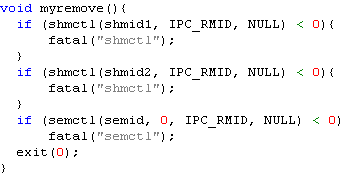 void myremove(){
  if (shmctl(shmid1, IPC_RMID, NULL) < 0){
      fatal("shmctl");
  }
  if (shmctl(shmid2, IPC_RMID, NULL) < 0){
      fatal("shmctl");
  }
  if (semctl(semid, 0, IPC_RMID, NULL) < 0)
      fatal("semctl");
  exit(0);
}